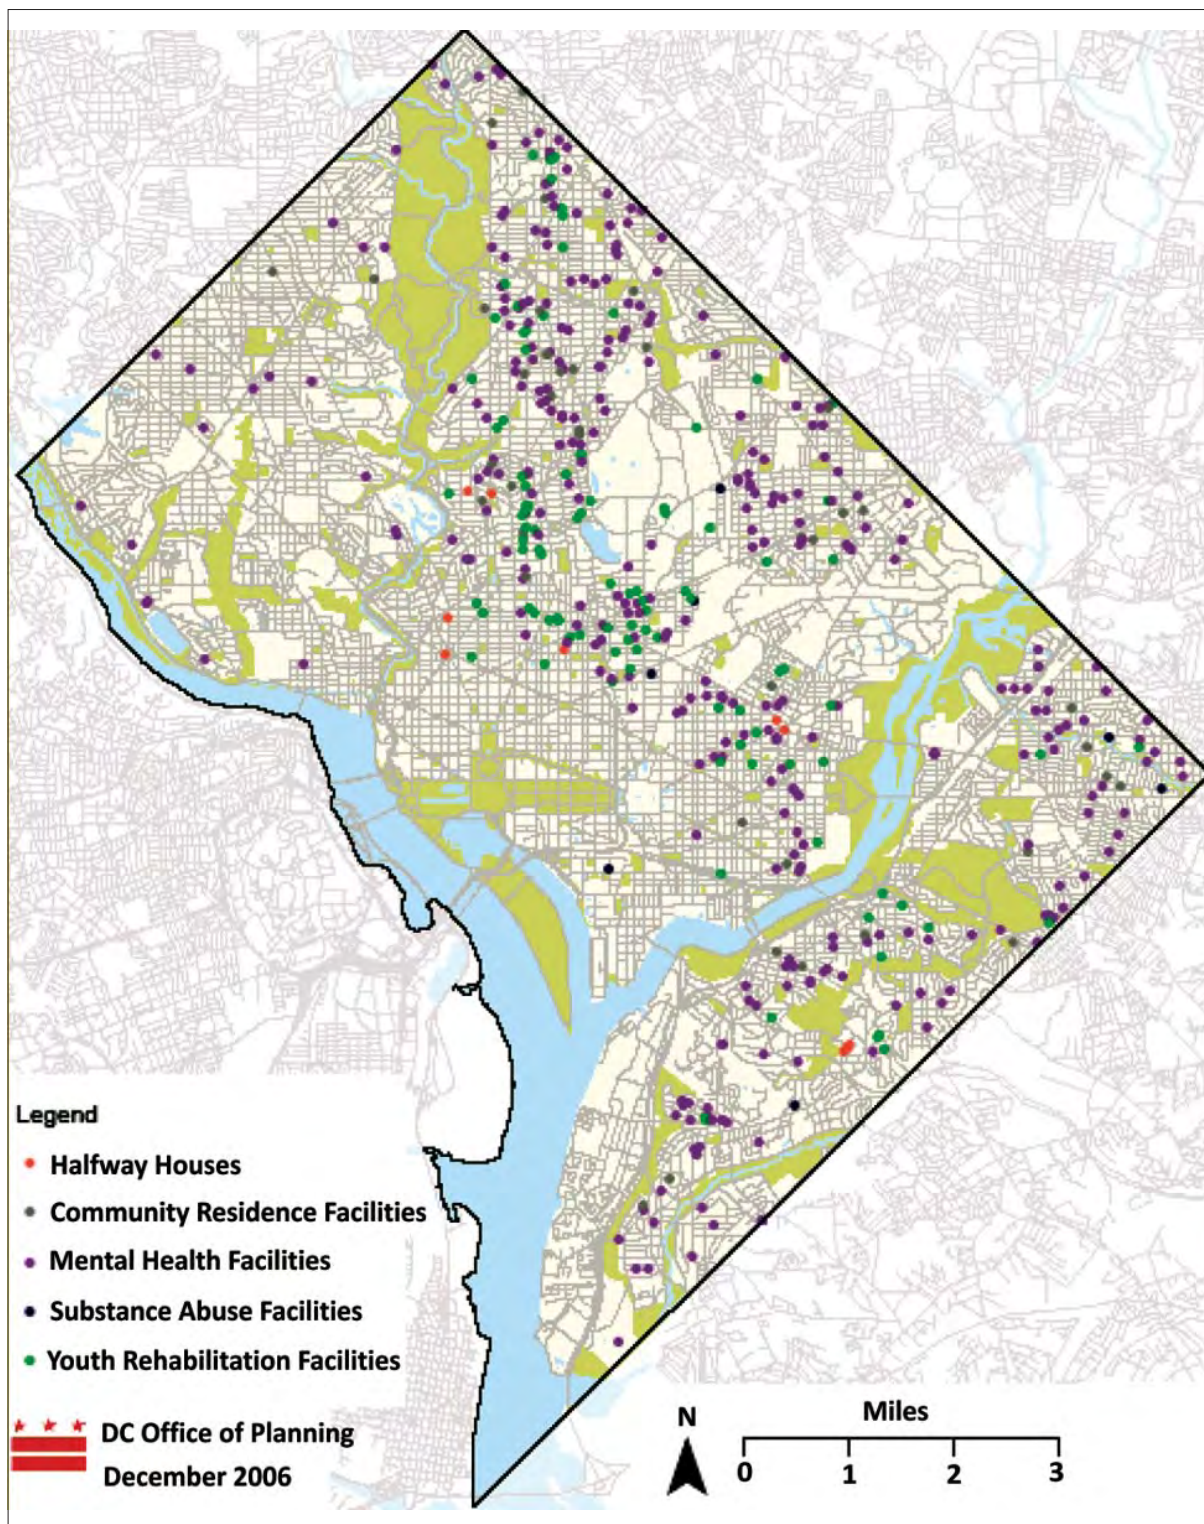 Legend
Halfway Houses
Community Residence Facilities
Mental Health Facilities
Substance Abuse Facilities
Youth Rehabilitation Facilities
DC Office of Planning
December 2006
N
Miles
0 1 2 3